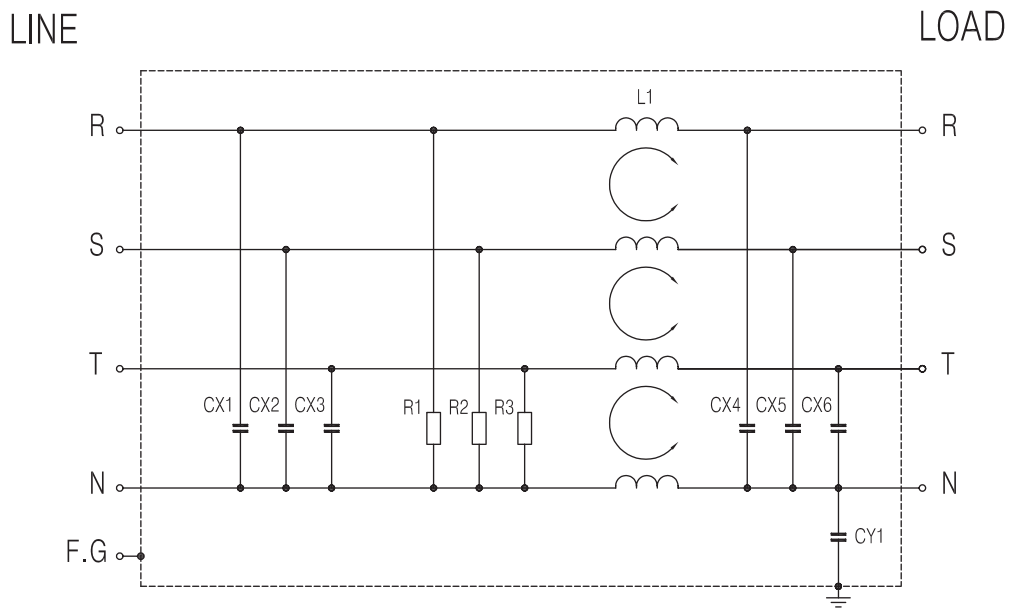 LINE
LOAD
L1
R
R
S
S
T
T
CX1 CX2 CX3 R1 R2 R3 CX4 CX5 CX6
N
N
CY1
F.G